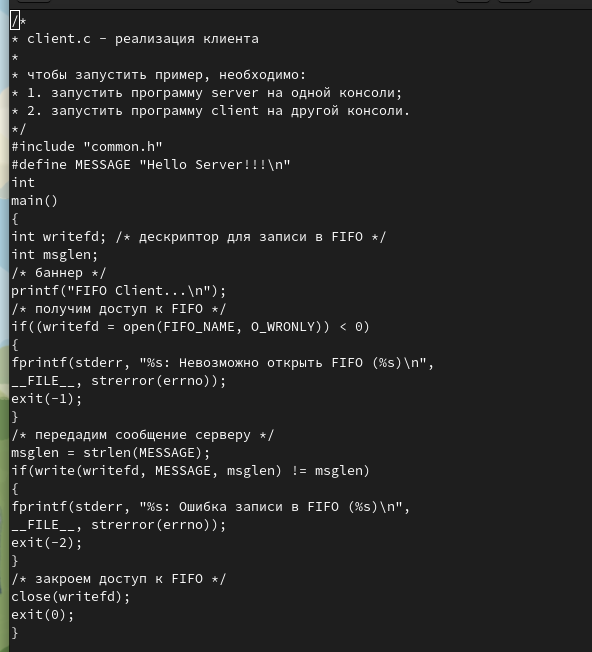 /*
* client.c - реализация клиента
*
* чтобы запустить пример, необходимо:
* 1. запустить программу server на одной консоли;
* 2. запустить программу client на другой консоли.
*/
#include "common.h"
#define MESSAGE "Hello Server!!!\n"
int
main()
{
int writefd; /* дескриптор для записи в FIFO */
int msglen;
/* баннер */
printf("FIFO Client...\n");
/* получим доступ к FIFO */
if((writefd = open(FIFO_NAME, O_WRONLY)) < 0)
{
fprintf(stderr, "%s: Невозможно открыть FIFO (%s)\n",
__FILE__, strerror(errno));
exit(-1);
}
/* передадим сообщение серверу */
msglen = strlen(MESSAGE);
if(write(writefd, MESSAGE, msglen) != msglen)
{
fprintf(stderr, "%s: Ошибка записи в FIFO (%s)\n",
__FILE__, strerror(errno));
exit(-2);
}
/* закроем доступ к FIFO */
close(writefd);
exit(0);
}